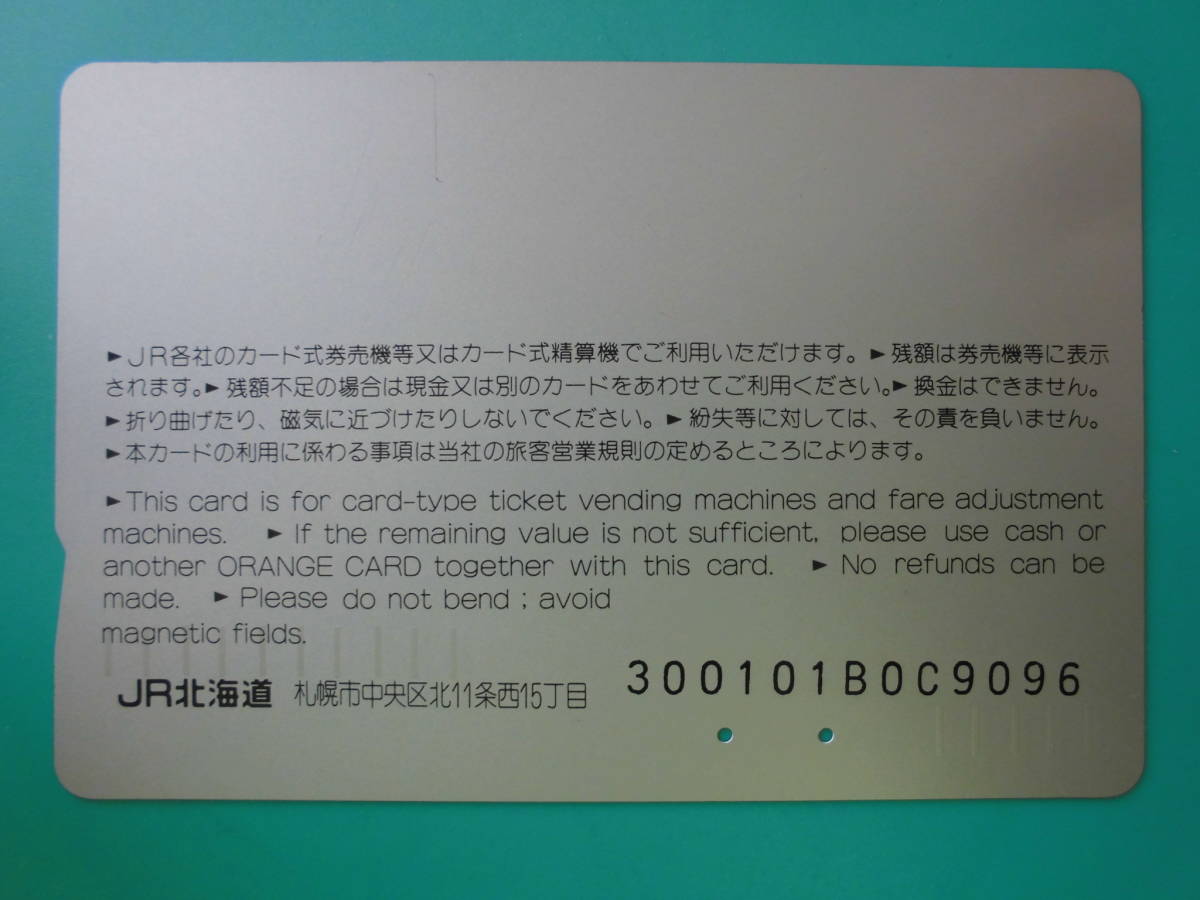 ►JR各社のカード式券売機等又はカード式精算機でご利用いただけます。►残額は券売機等に表示
されます。►残額不足の場合は現金又は別のカードをあわせてご利用ください。►換金はできません。
►折り曲げたり、磁気に近づけたりしないでください。►紛失等に対しては、その責を負いません。
►本カードの利用に係わる事項は当社の旅客営業規則の定めるところによります。
►This card is for card-type ticket vending machines and fare adjustment
machines. ►If the remaining value is not sufficient, please use cash or
another ORANGE CARD together with this card. ►No refunds can be
made. ►Please do not bend ; avoid
magnetic fields.
JR北海道 札幌市中央区北11条西15丁目 300101B0C9096